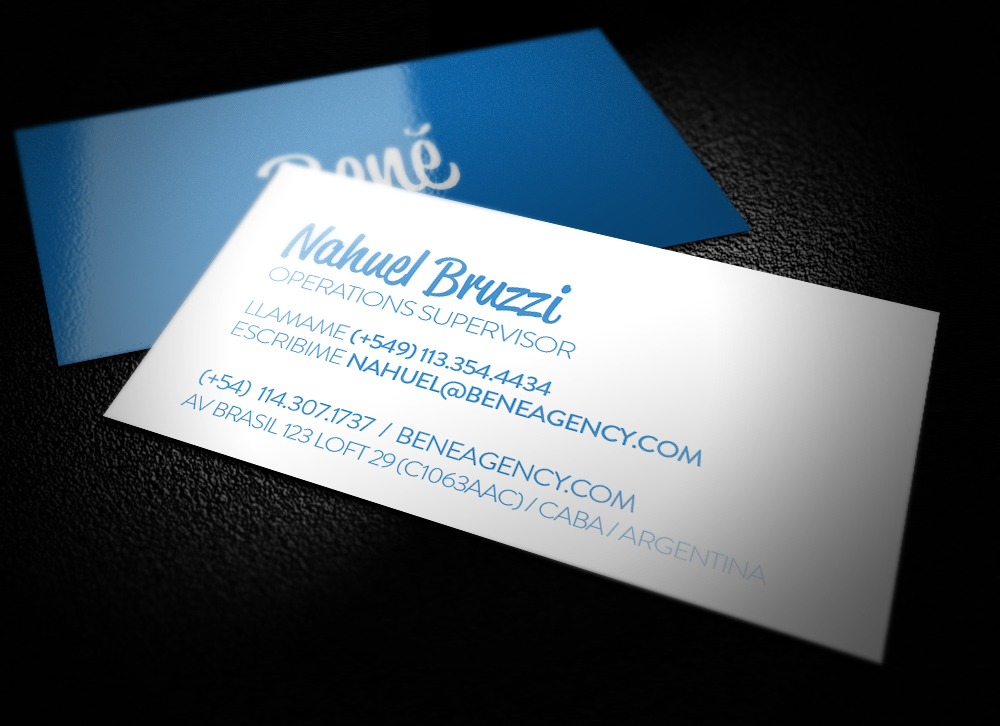 Benĕ
Nahuel Bruzzi
OPERATIONS SUPERVISOR
LLAMAME (+549) 113.354.4434
ESCRIBIME NAHUEL@BENEAGENCY.COM
(+54) 114.307.1737 / BENEAGENCY.COM
AV BRASIL 123 LOFT 29 (C1063AAC) / CABA / ARGENTINA